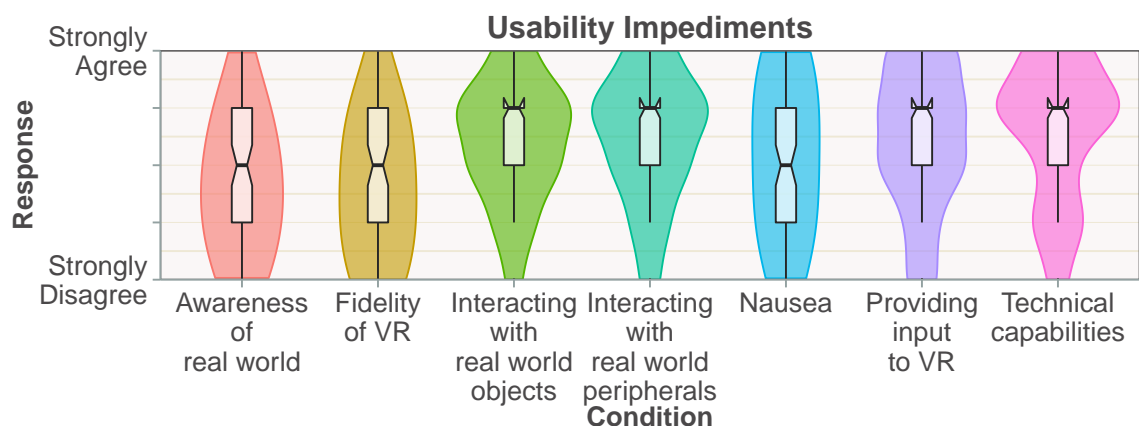 Usability Impediments
Strongly
Agree
Response
Strongly
Disagree
Awareness
of
real world
Fidelity
of VR
Interacting
with
real world
objects
Interacting
with
real world
peripherals
Nausea
Providing
input
to VR
Technical
capabilities
Condition